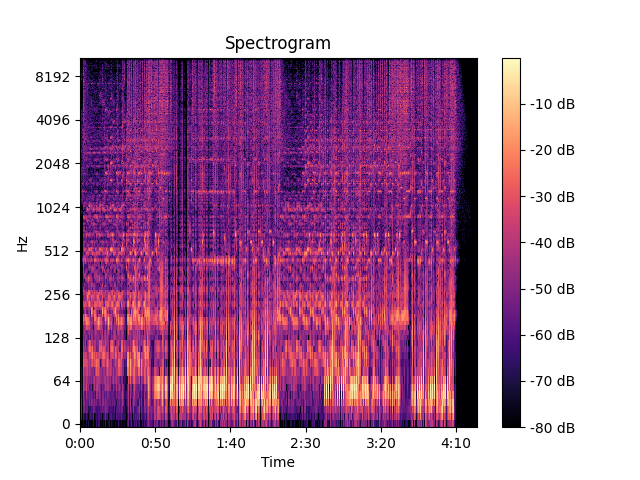 Spectrogram
8192
4096
2048
1024
512
256
128
64
0
Hz
0:00 0:50 1:40 2:30 3:20 4:10
Time
-10 dB
-20 dB
-30 dB
-40 dB
-50 dB
-60 dB
-70 dB
-80 dB